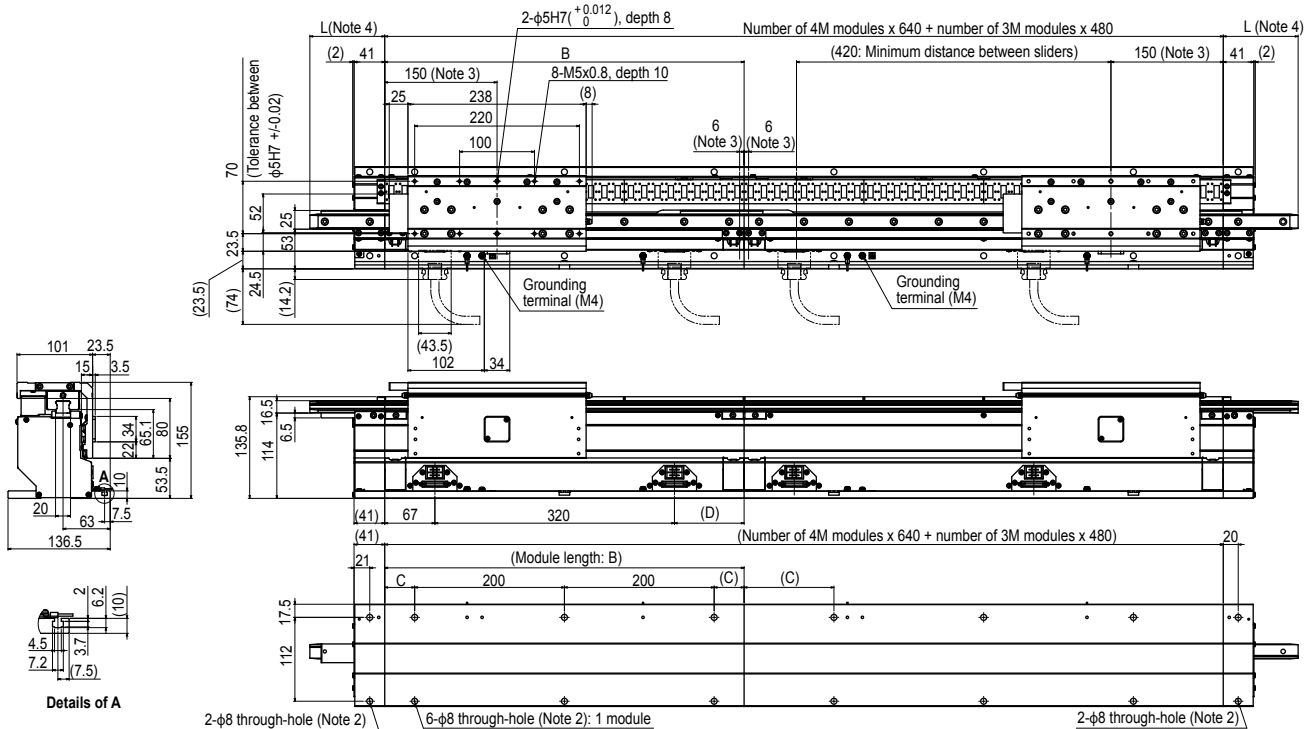 L(Note 4)
2-ϕ5H7( +0.012 0 ), depth 8
Number of 4M modules x 640 + number of 3M modules x 480
L (Note 4)
(2)
41
B
(420: Minimum distance between sliders)
150 (Note 3)
41
(2)
150 (Note 3)
8-M5x0.8, depth 10
25
238
(8)
220
6
(Note 3)
6
(Note 3)
100
(Tolerance between
ϕ5H7 +/-0.02)
70
52
25
23.5
53
(23.5)
(74)
24.5
(14.2)
Grounding
terminal (M4)
Grounding
terminal (M4)
(43.5)
102
34
101
23.5
15
3.5
34
65.1
80
155
22
10
53.5
A
20
63
7.5
136.5
135.8
114
16.5
6.5
(41)
67
320
(D)
(41)
(Number of 4M modules x 640 + number of 3M modules x 480)
20
21
(Module length: B)
C
200
200
(C)
(C)
17.5
112
2
6.2
(10)
4.5
3.7
7.2
(7.5)
Details of A
2-ϕ8 through-hole (Note 2)
6-ϕ8 through-hole (Note 2): 1 module
2-ϕ8 through-hole (Note 2)